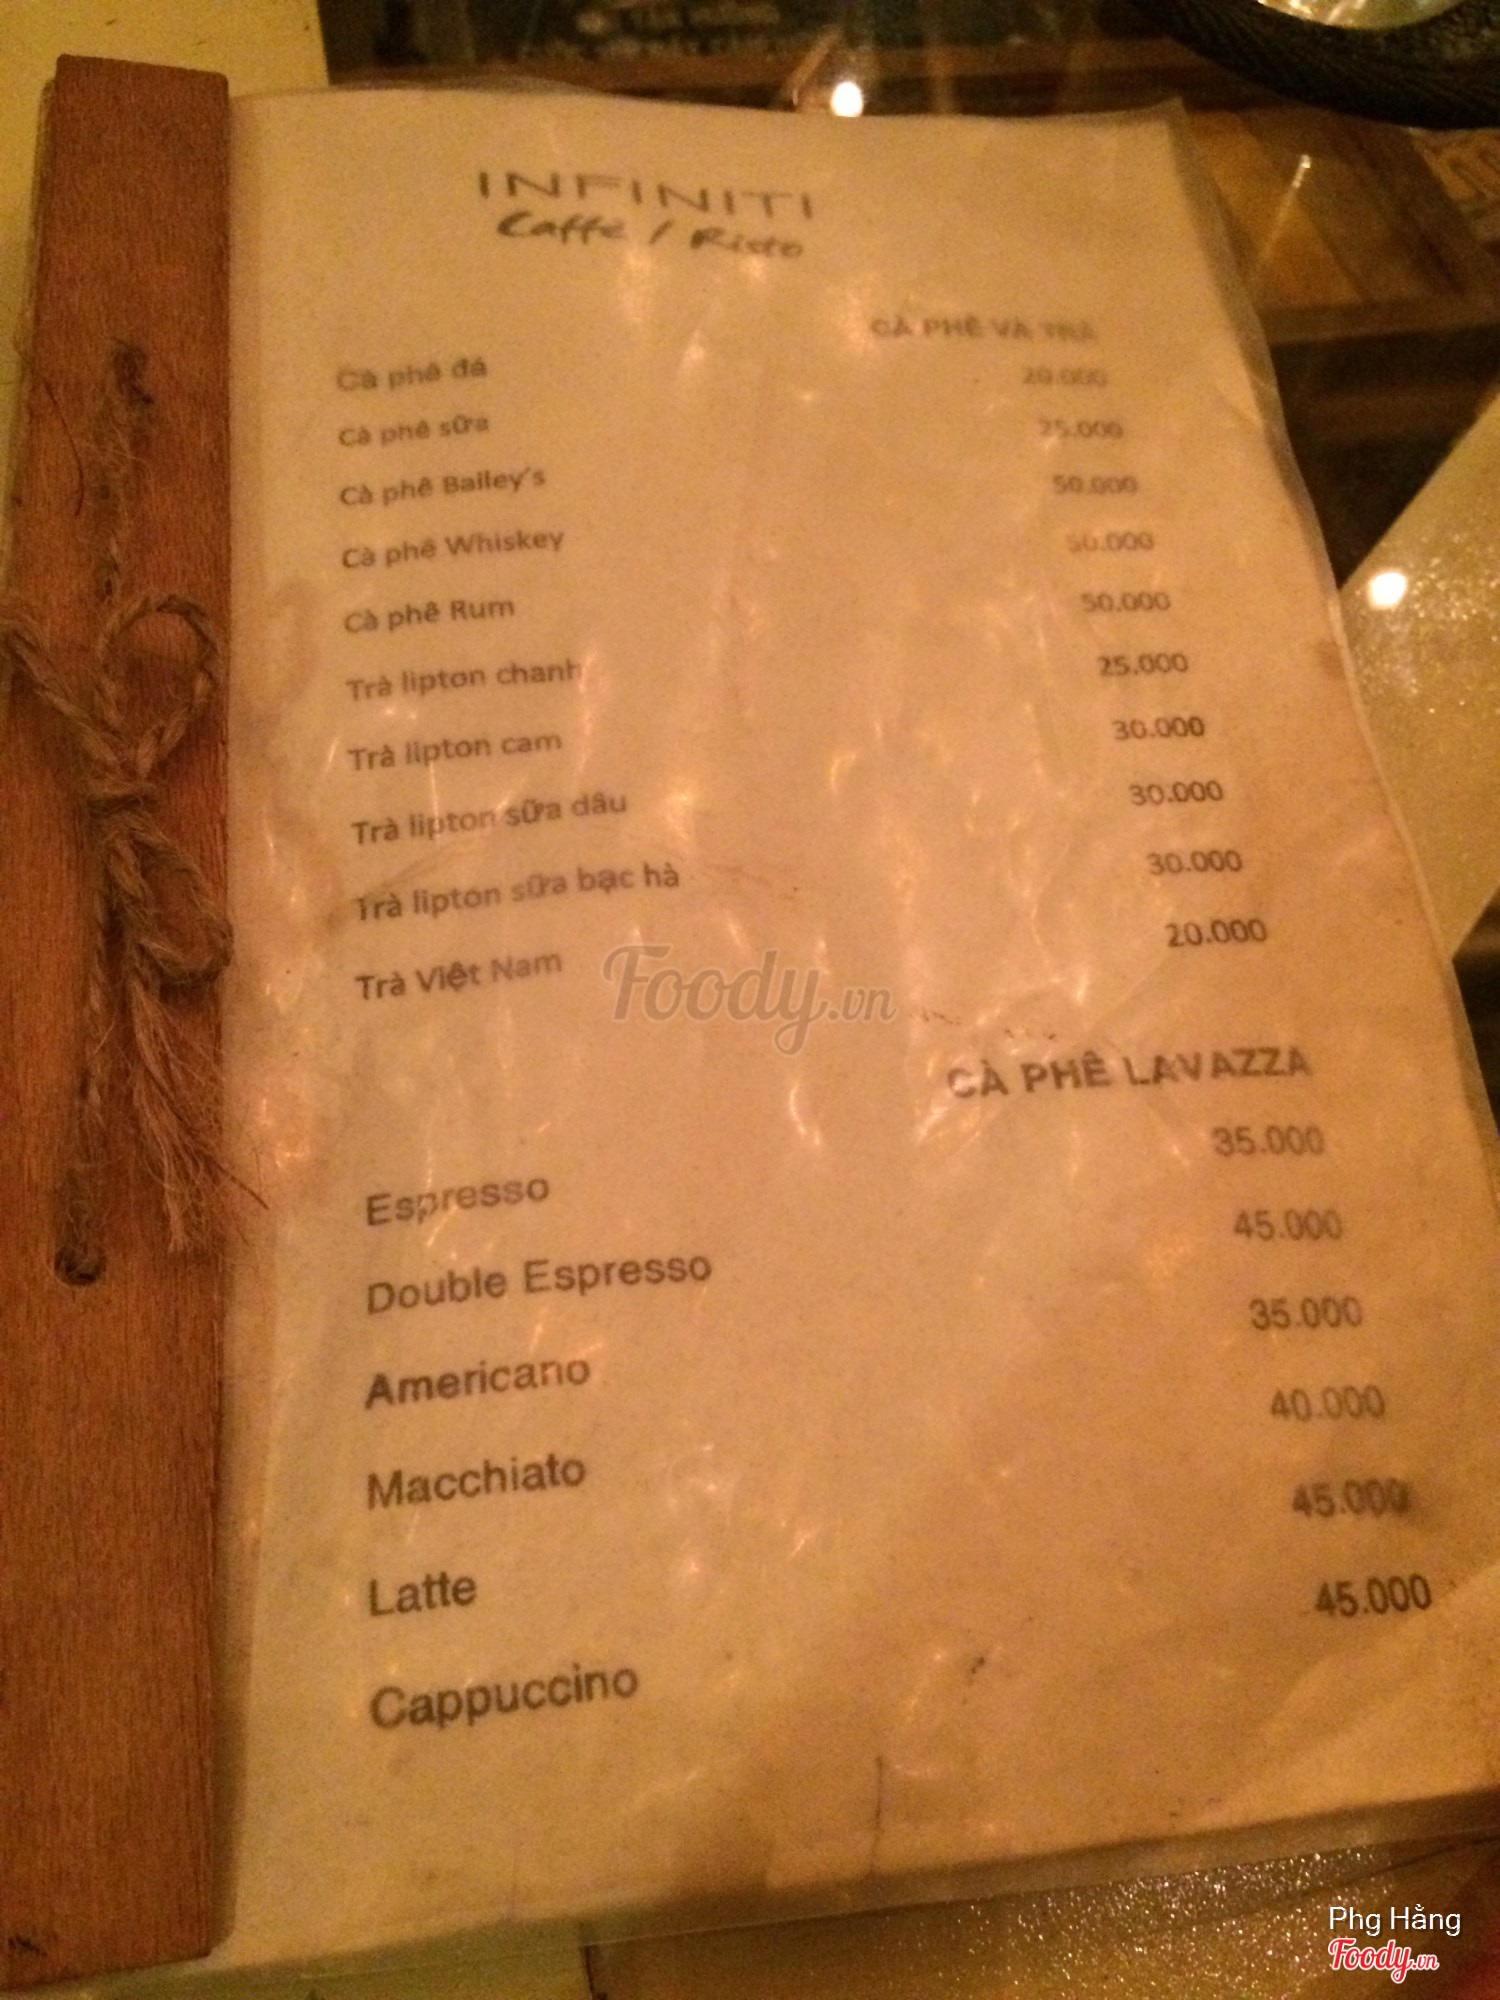 INFINITI
Caffe / Risto
CÀ PHÊ VÀ TRÀ
Cà phê đá 20.000
Cà phê sữa 25.000
Cà phê Bailey's 50.000
Cà phê Whiskey 50.000
Cà phê Rum 50.000
Trà lipton chanh 25.000
Trà lipton cam 30.000
Trà lipton sữa dâu 30.000
Trà lipton sữa bạc hà 30.000
Trà Việt Nam 20.000
Foody.vn
CÀ PHÊ LAVAZZA
Espresso 35.000
Double Espresso 45.000
Americano 35.000
Macchiato 40.000
Latte 45.000
Cappuccino 45.000
Phg Hằng
Foody.vn